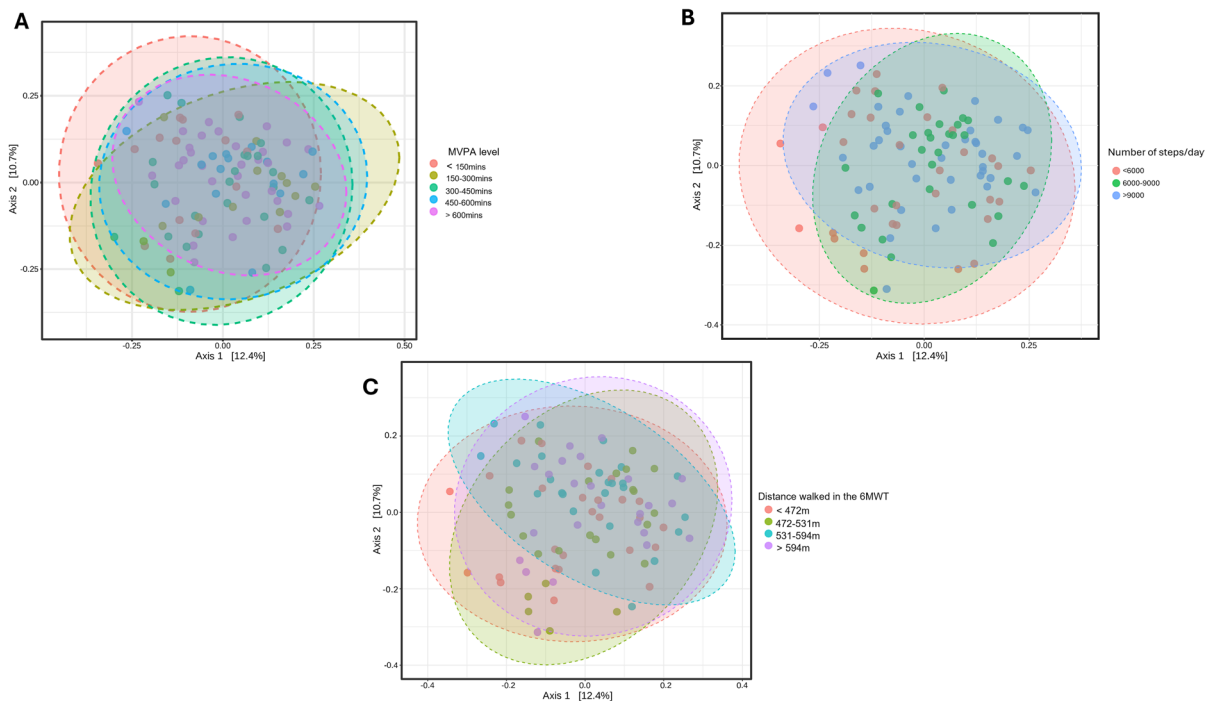 A
0.25
0.00
-0.25
-0.25
0.00
0.25
0.50
Axis 2 [10.7%]
Axis 1 [12.4%]
MVPA level
< 150mins
150-300mins
300-450mins
450-600mins
> 600mins
B
0.2
0.0
-0.2
-0.4
-0.25
0.00
0.25
Axis 2 [10.7%]
Axis 1 [12.4%]
Number of steps/day
<6000
6000-9000
>9000
C
0.2
0.0
-0.2
-0.4
-0.4
-0.2
0.0
0.2
0.4
Axis 2 [10.7%]
Axis 1 [12.4%]
Distance walked in the 6MWT
< 472m
472-531m
531-594m
> 594m